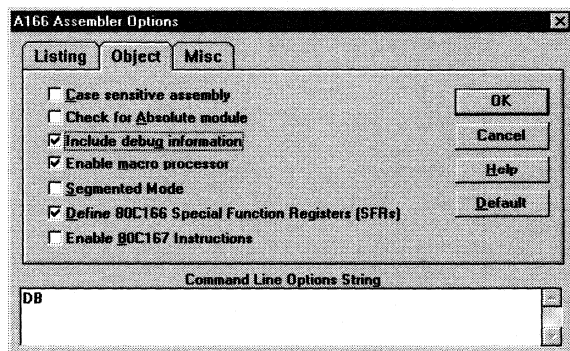 A166 Assembler Options
Listing Object Misc
Case sensitive assembly
Check for Absolute module
Include debug information
Enable macro processor
Segmented Mode
Define 80C166 Special Function Registers (SFRs)
Enable 80C167 Instructions
OK
Cancel
Help
Default
Command Line Options String
DB